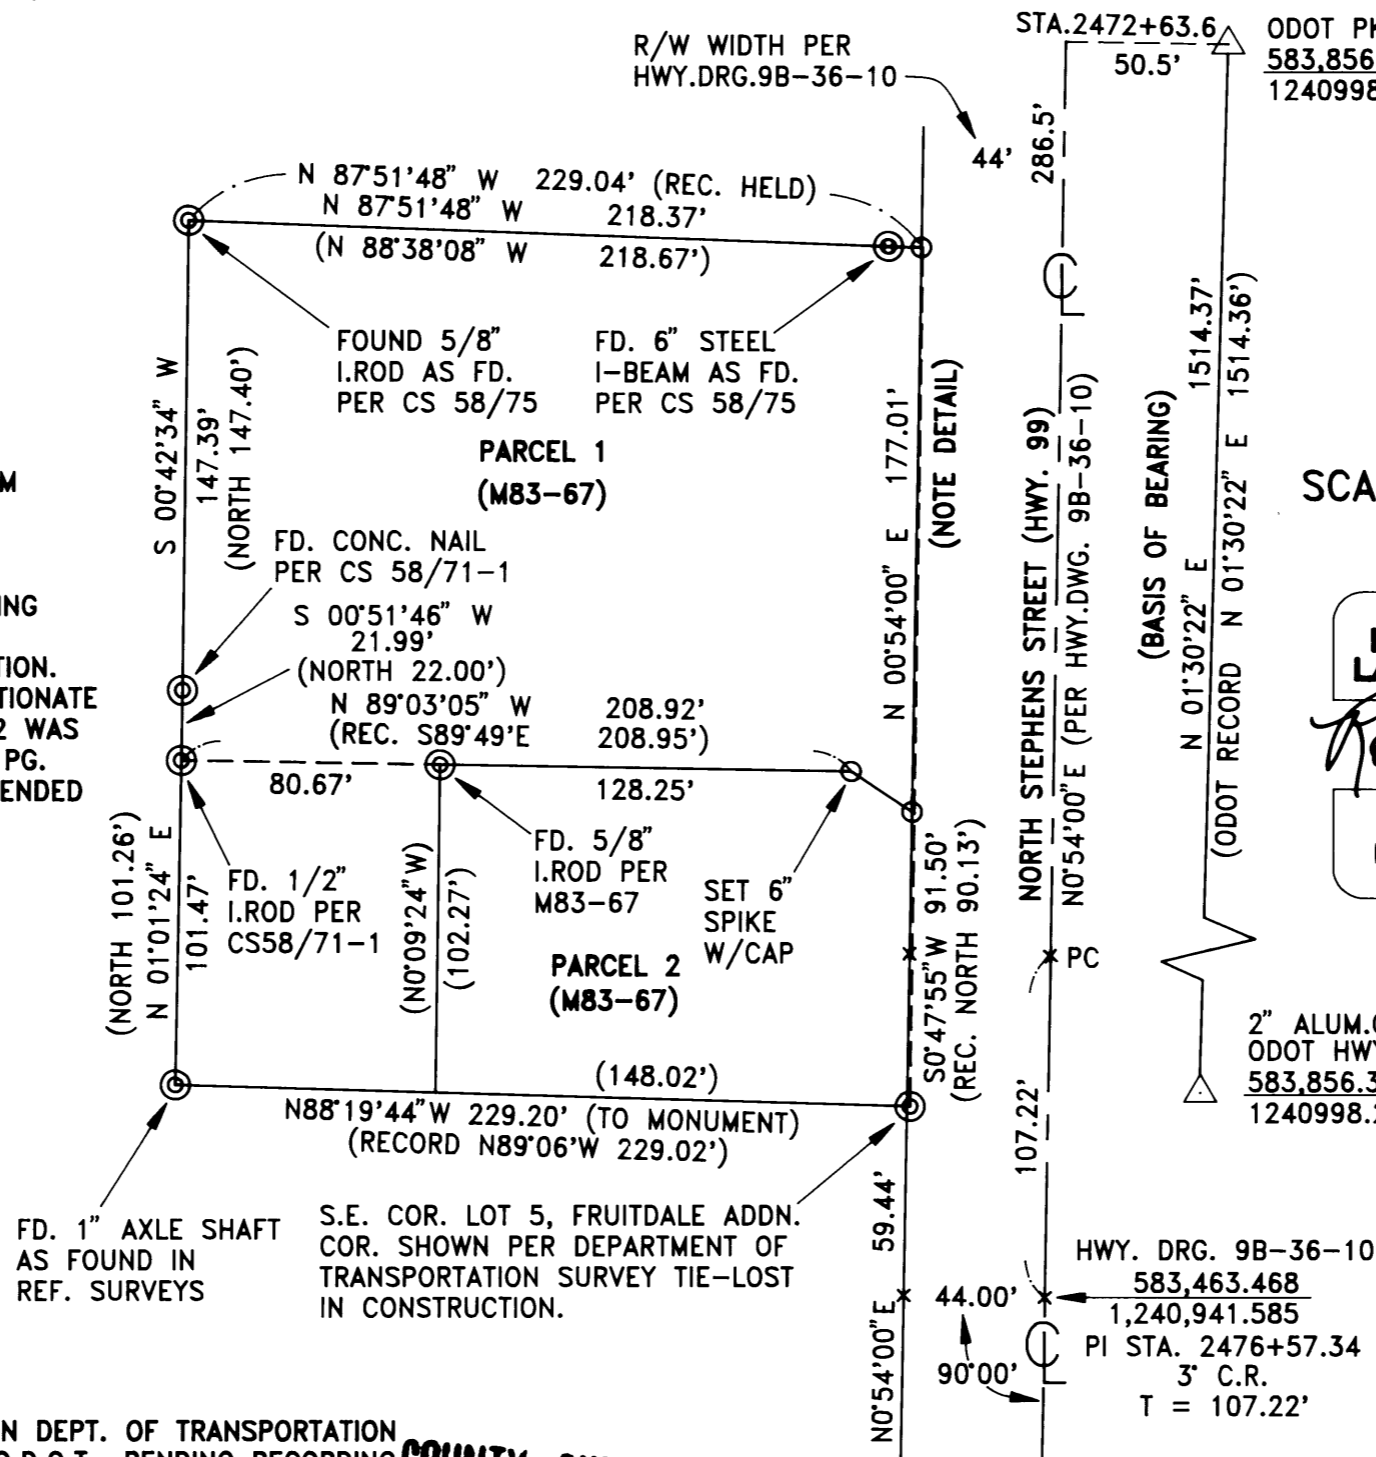 STA.2472+63.6
50.5'
ODOT
583,856
1240998
R/W WIDTH PER
HWY.DRG.9B-36-10
44'
286.5'
N 87°51'48" W 229.04' (REC. HELD)
N 87°51'48" W 218.37'
(N 88°38'08" W 218.67')
FOUND 5/8"
I.ROD AS FD.
PER CS 58/75
FD. 6" STEEL
I-BEAM AS FD.
PER CS 58/75
S 00°42'34" W
147.39'
(NORTH 147.40')
PARCEL 1
(M83-67)
N 00°54'00" E 177.01'
(NOTE DETAIL)
NORTH STEPHENS STREET (HWY. 99)
N0°54'00"E (PER HWY.DWG. 9B-36-10)
(BASIS OF BEARING)
N 01°30'22" E 1514.37'
(ODOT RECORD N 01°30'22" E 1514.36')
SCA
M
ING
TION.
TIONATE
2 WAS
PG.
ENDED
FD. CONC. NAIL
PER CS 58/71-1
S 00°51'46" W
21.99'
(NORTH 22.00')
N 89°03'05" W 208.92'
(REC. S89°49'E 208.95')
80.67'
128.25'
(NORTH 101.26')
N 01°01'24" E
101.47'
FD. 1/2"
I.ROD PER
CS58/71-1
(N0°09'24"W)
(102.27')
FD. 5/8"
I.ROD PER
M83-67
SET 6"
SPIKE
W/CAP
PARCEL 2
(M83-67)
S0°47'55"W 91.50'
(REC. NORTH 90.13')
PC
107.22'
2" ALUM.
ODOT HWY
583,856.3
1240998.
(148.02')
N88°19'44"W 229.20' (TO MONUMENT)
(RECORD N89°06'W 229.02')
FD. 1" AXLE SHAFT
AS FOUND IN
REF. SURVEYS
S.E. COR. LOT 5, FRUITDALE ADDN.
COR. SHOWN PER DEPARTMENT OF
TRANSPORTATION SURVEY TIE-LOST
IN CONSTRUCTION.
59.44'
N0°54'00"E
44.00'
90°00'
HWY. DRG. 9B-36-10
583,463.468
1,240,941.585
PI STA. 2476+57.34
3° C.R.
T = 107.22'
N DEPT. OF TRANSPORTATION
PENDING RECORDING
COUNTY